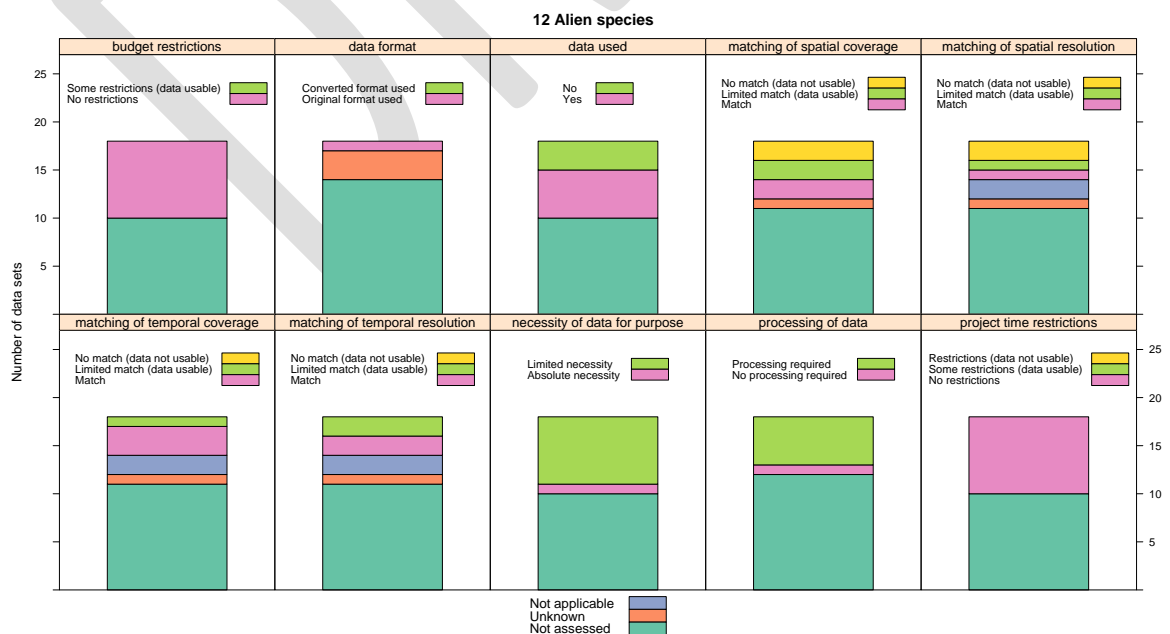 12 Alien species
budget restrictions
data format
data used
matching of spatial coverage
matching of spatial resolution
25
20
15
10
5
Some restrictions (data usable)
No restrictions
Converted format used
Original format used
No
Yes
No match (data not usable)
Limited match (data usable)
Match
No match (data not usable)
Limited match (data usable)
Match
Number of data sets
matching of temporal coverage
matching of temporal resolution
necessity of data for purpose
processing of data
project time restrictions
No match (data not usable)
Limited match (data usable)
Match
No match (data not usable)
Limited match (data usable)
Match
Limited necessity
Absolute necessity
Processing required
No processing required
Restrictions (data not usable)
Some restrictions (data usable)
No restrictions
25
20
15
10
5
Not applicable
Unknown
Not assessed